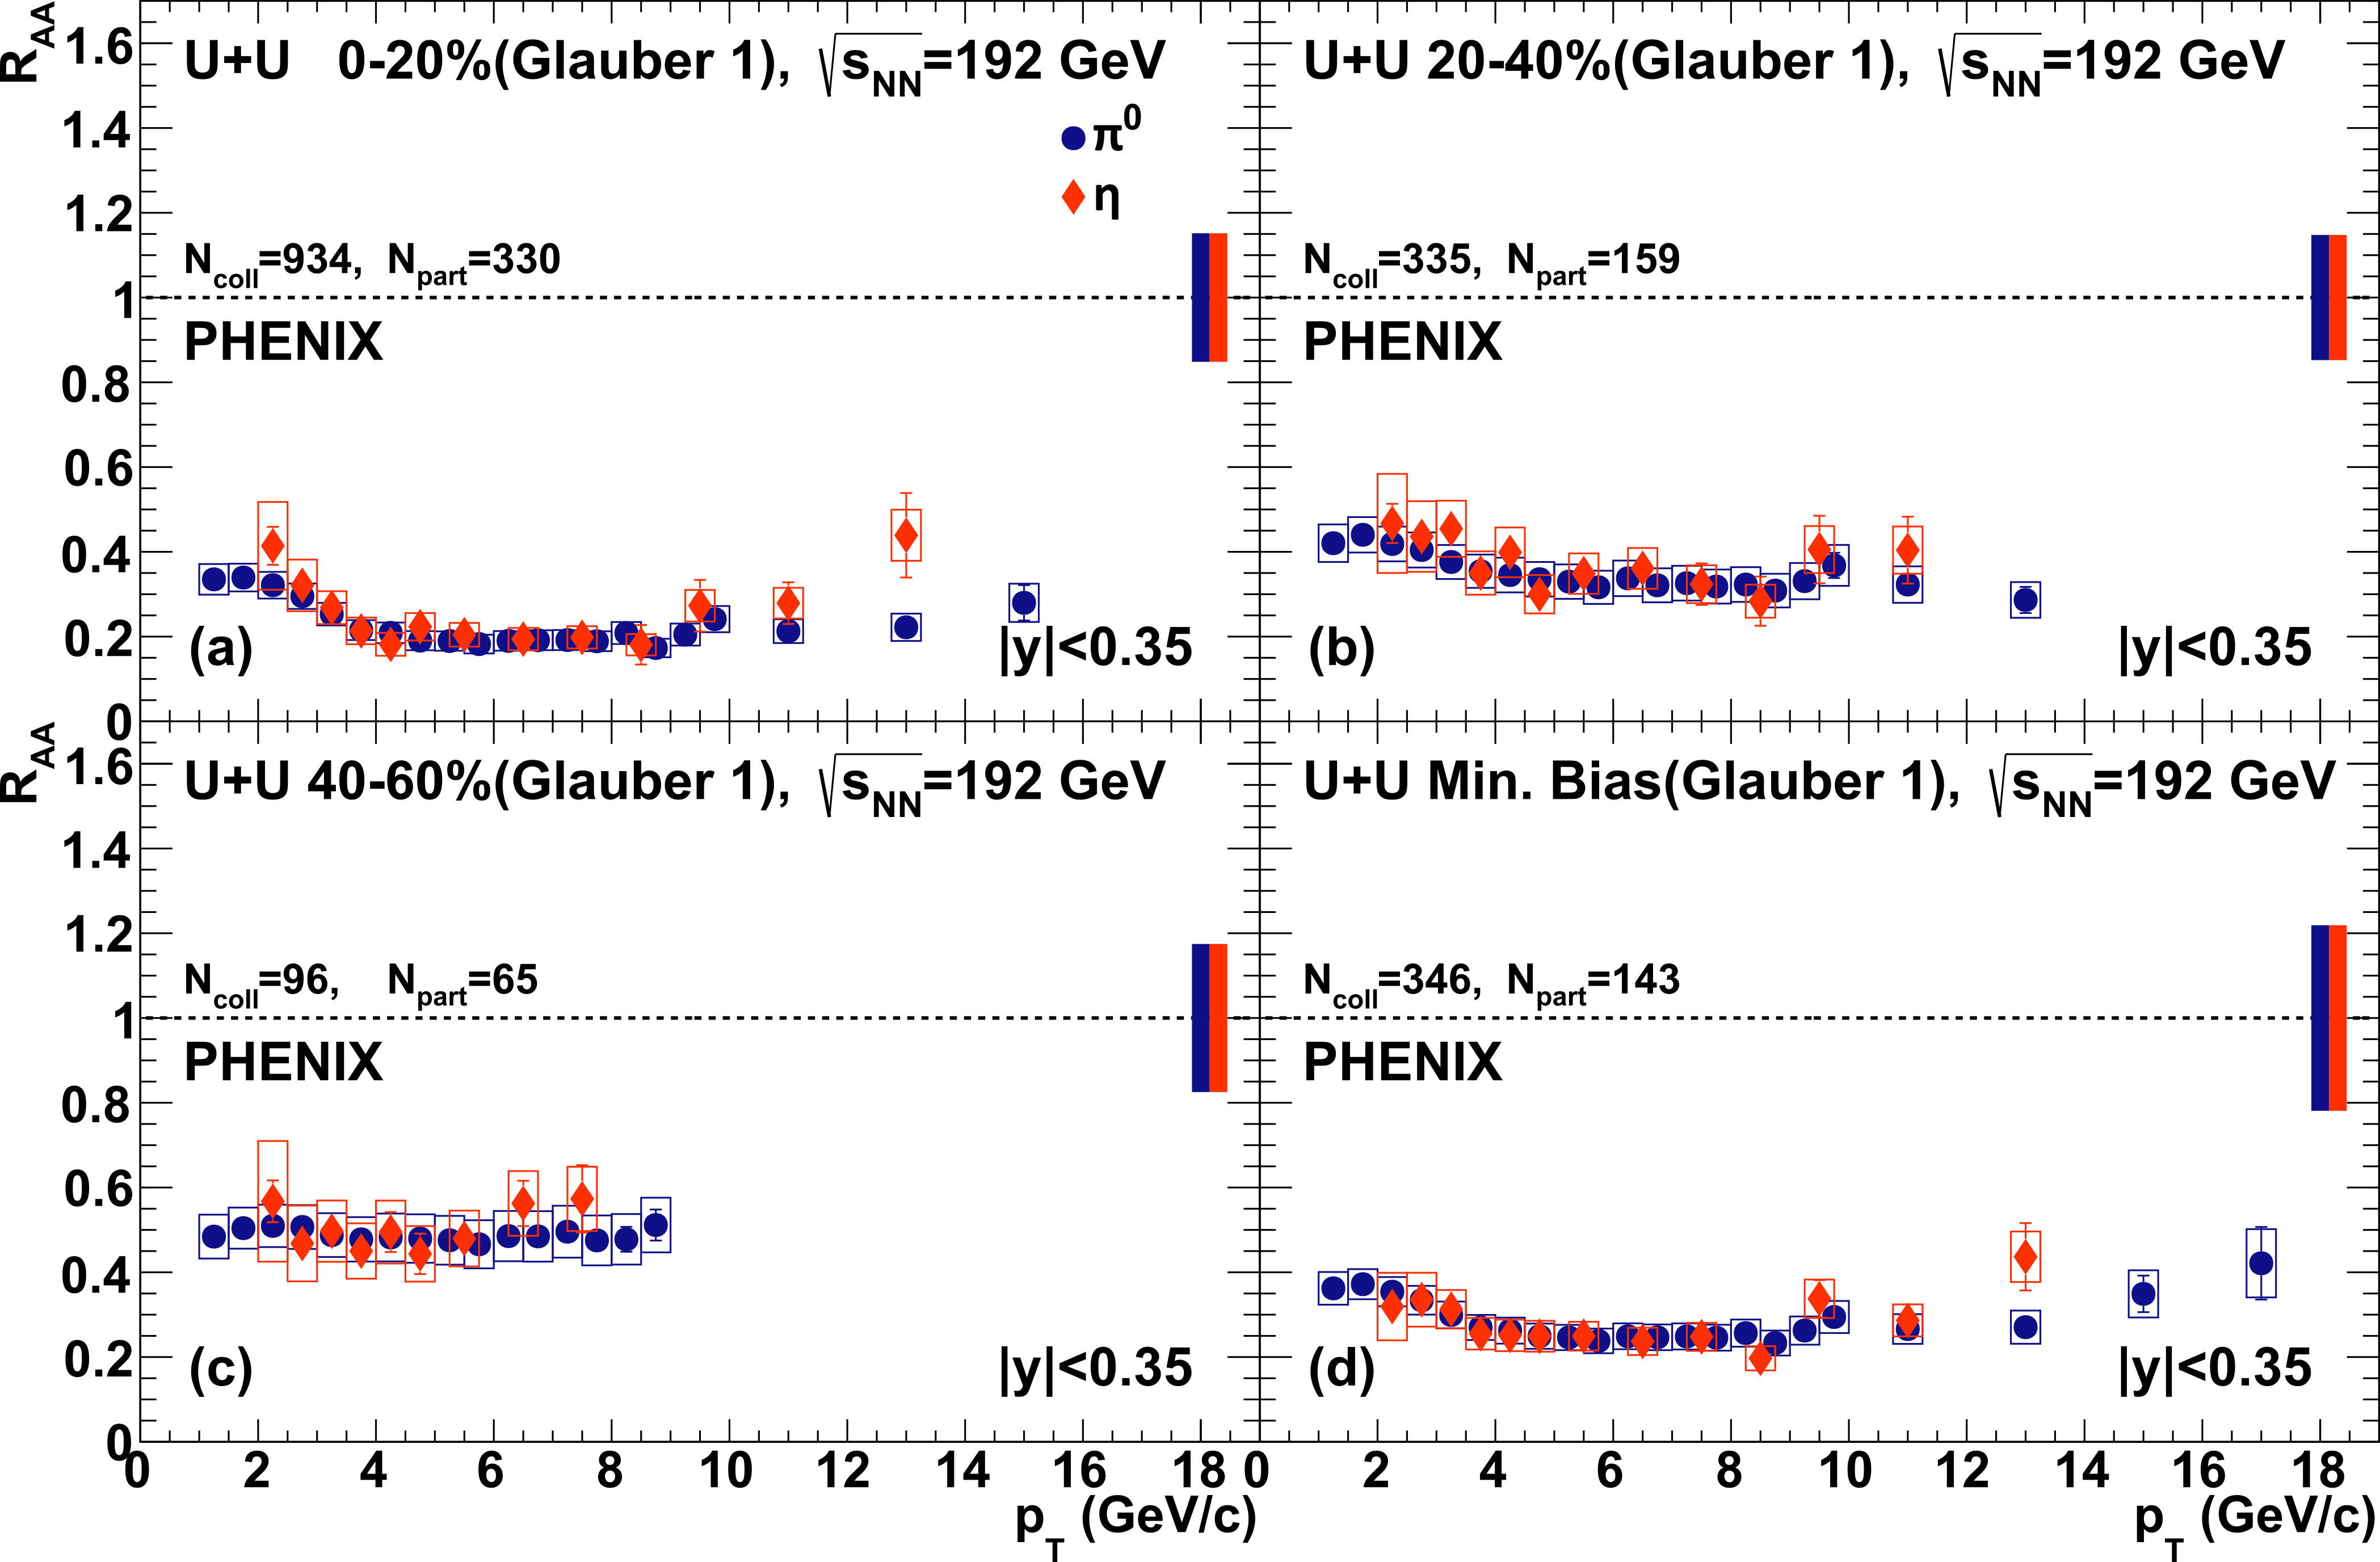 R_AA
1.6
1.4
1.2
1
0.8
0.6
0.4
0.2
0
U+U 0-20%(Glauber 1), √s_NN=192 GeV
π^0
η
N_coll=934, N_part=330
PHENIX
(a)
|y|<0.35
U+U 20-40%(Glauber 1), √s_NN=192 GeV
N_coll=335, N_part=159
PHENIX
(b)
|y|<0.35
R_AA
1.6
1.4
1.2
1
0.8
0.6
0.4
0.2
0
U+U 40-60%(Glauber 1), √s_NN=192 GeV
N_coll=96, N_part=65
PHENIX
(c)
|y|<0.35
U+U Min. Bias(Glauber 1), √s_NN=192 GeV
N_coll=346, N_part=143
PHENIX
(d)
|y|<0.35
0 2 4 6 8 10 12 14 16 18 0 2 4 6 8 10 12 14 16 18
p_T (GeV/c) p_T (GeV/c)